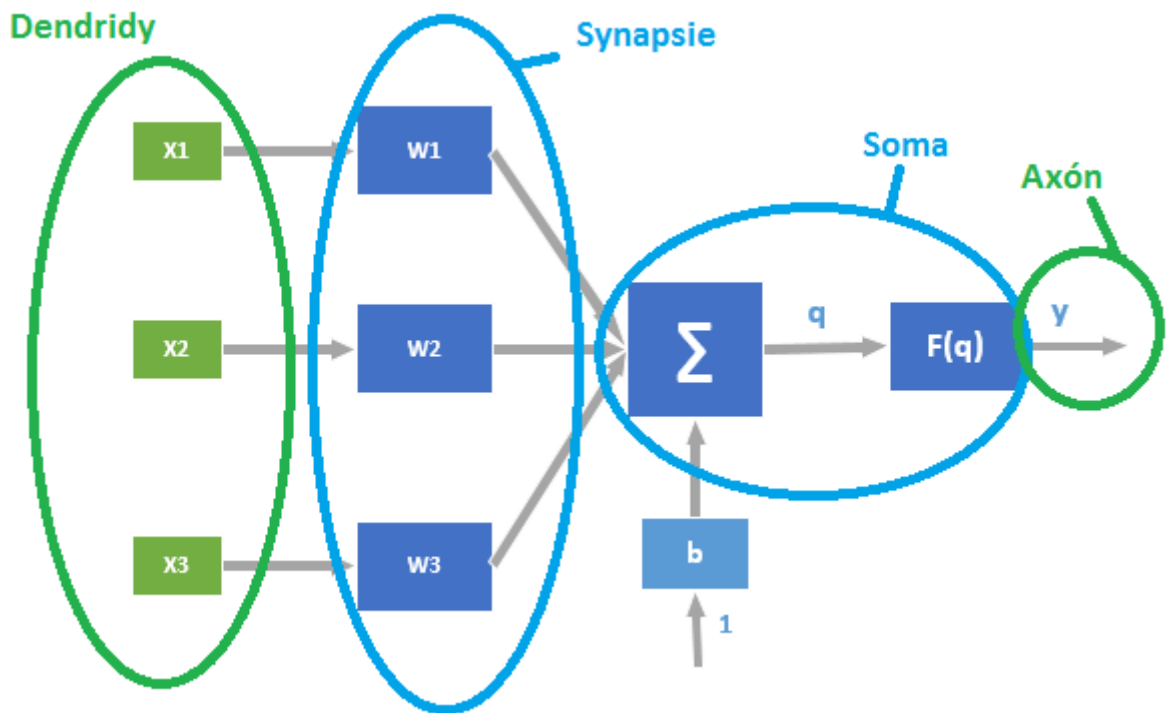 Dendridy
Synapsie
Soma
Axón
X1
W1
X2
W2
Σ
q
F(q)
y
X3
W3
b
1